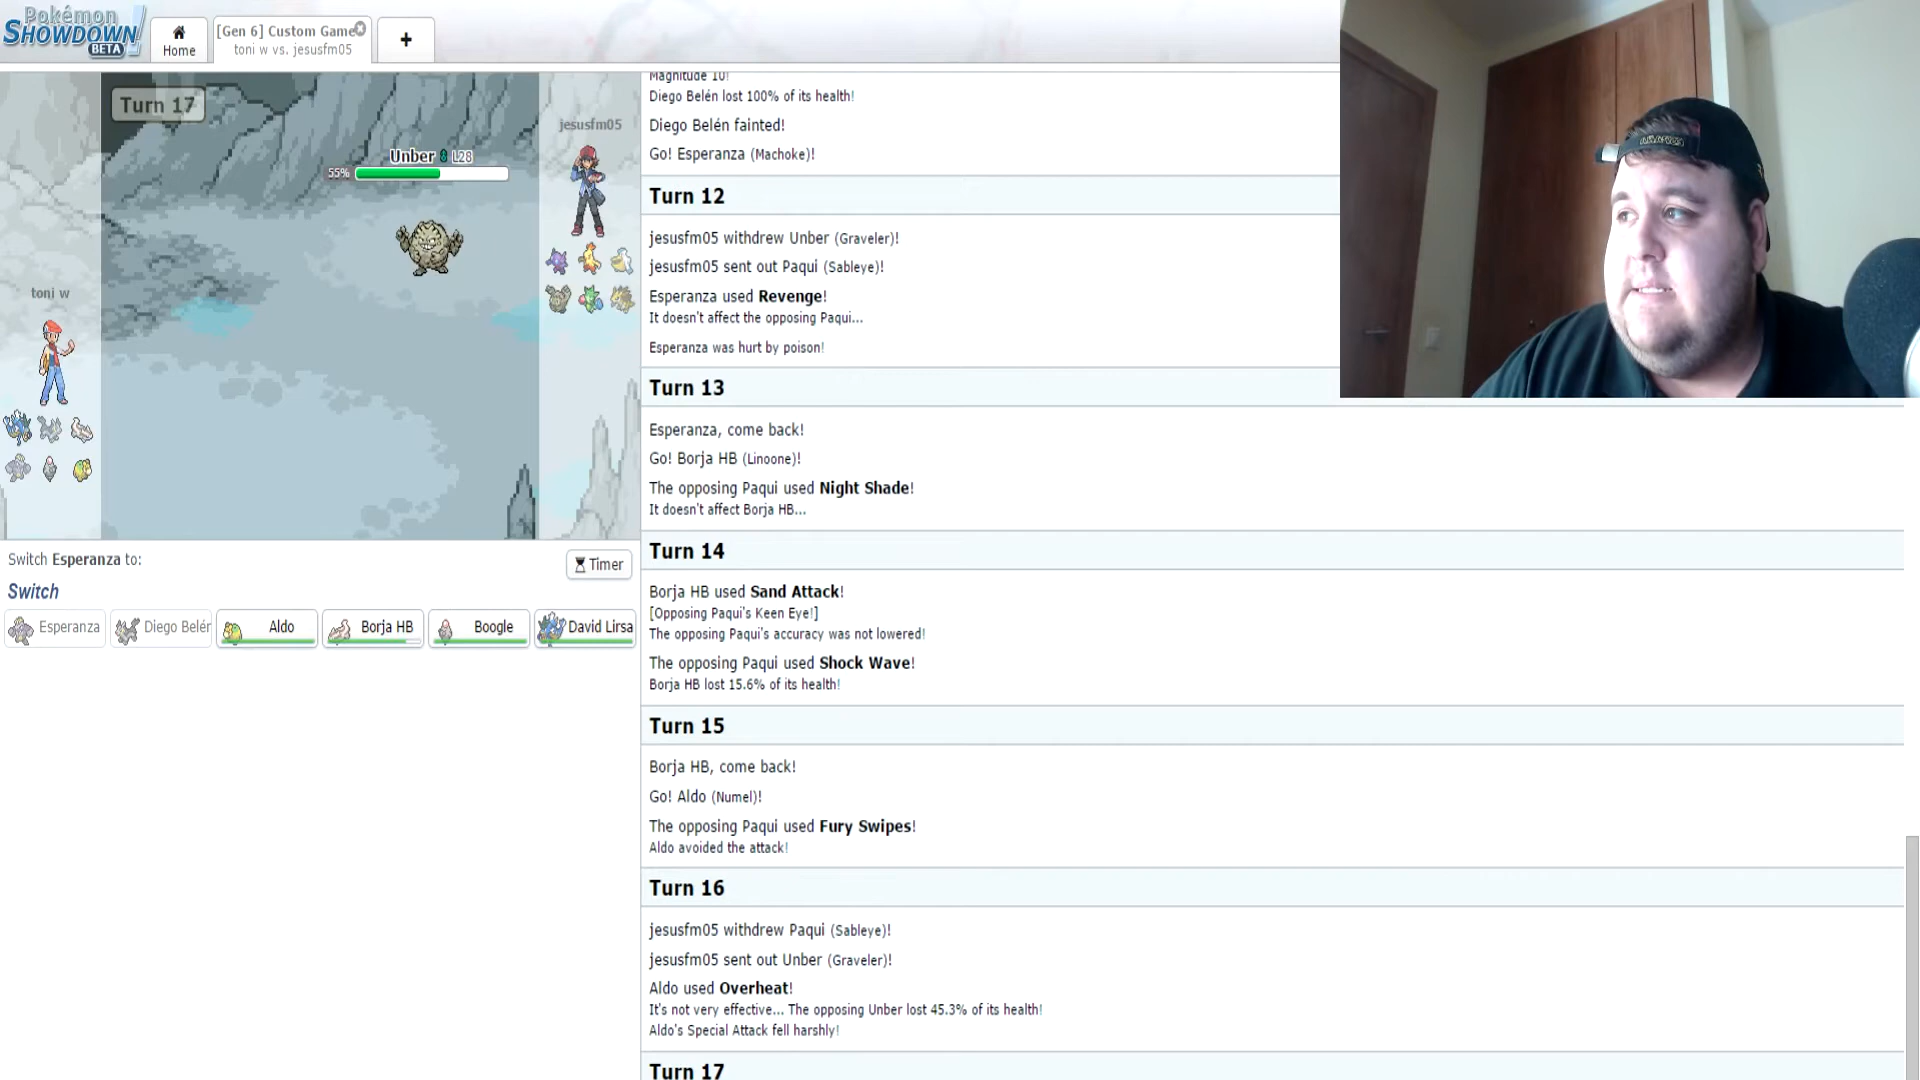 Pokémon
SHOWDOWN!
BETA
Home
[Gen 6] Custom Game
toni w vs. jesusfm05
+
Turn 17
jesusfm05
Unber L28
55%
toni w
Switch Esperanza to:
Timer
Switch
Esperanza
Diego Belén
Aldo
Borja HB
Boogle
David Lirsa
Magnitude 10!
Diego Belén lost 100% of its health!
Diego Belén fainted!
Go! Esperanza (Machoke)!
Turn 12
jesusfm05 withdrew Unber (Graveler)!
jesusfm05 sent out Paqui (Sableye)!
Esperanza used Revenge!
It doesn't affect the opposing Paqui...
Esperanza was hurt by poison!
Turn 13
Esperanza, come back!
Go! Borja HB (Linoone)!
The opposing Paqui used Night Shade!
It doesn't affect Borja HB...
Turn 14
Borja HB used Sand Attack!
[Opposing Paqui's Keen Eye!]
The opposing Paqui's accuracy was not lowered!
The opposing Paqui used Shock Wave!
Borja HB lost 15.6% of its health!
Turn 15
Borja HB, come back!
Go! Aldo (Numel)!
The opposing Paqui used Fury Swipes!
Aldo avoided the attack!
Turn 16
jesusfm05 withdrew Paqui (Sableye)!
jesusfm05 sent out Unber (Graveler)!
Aldo used Overheat!
It's not very effective... The opposing Unber lost 45.3% of its health!
Aldo's Special Attack fell harshly!
Turn 17